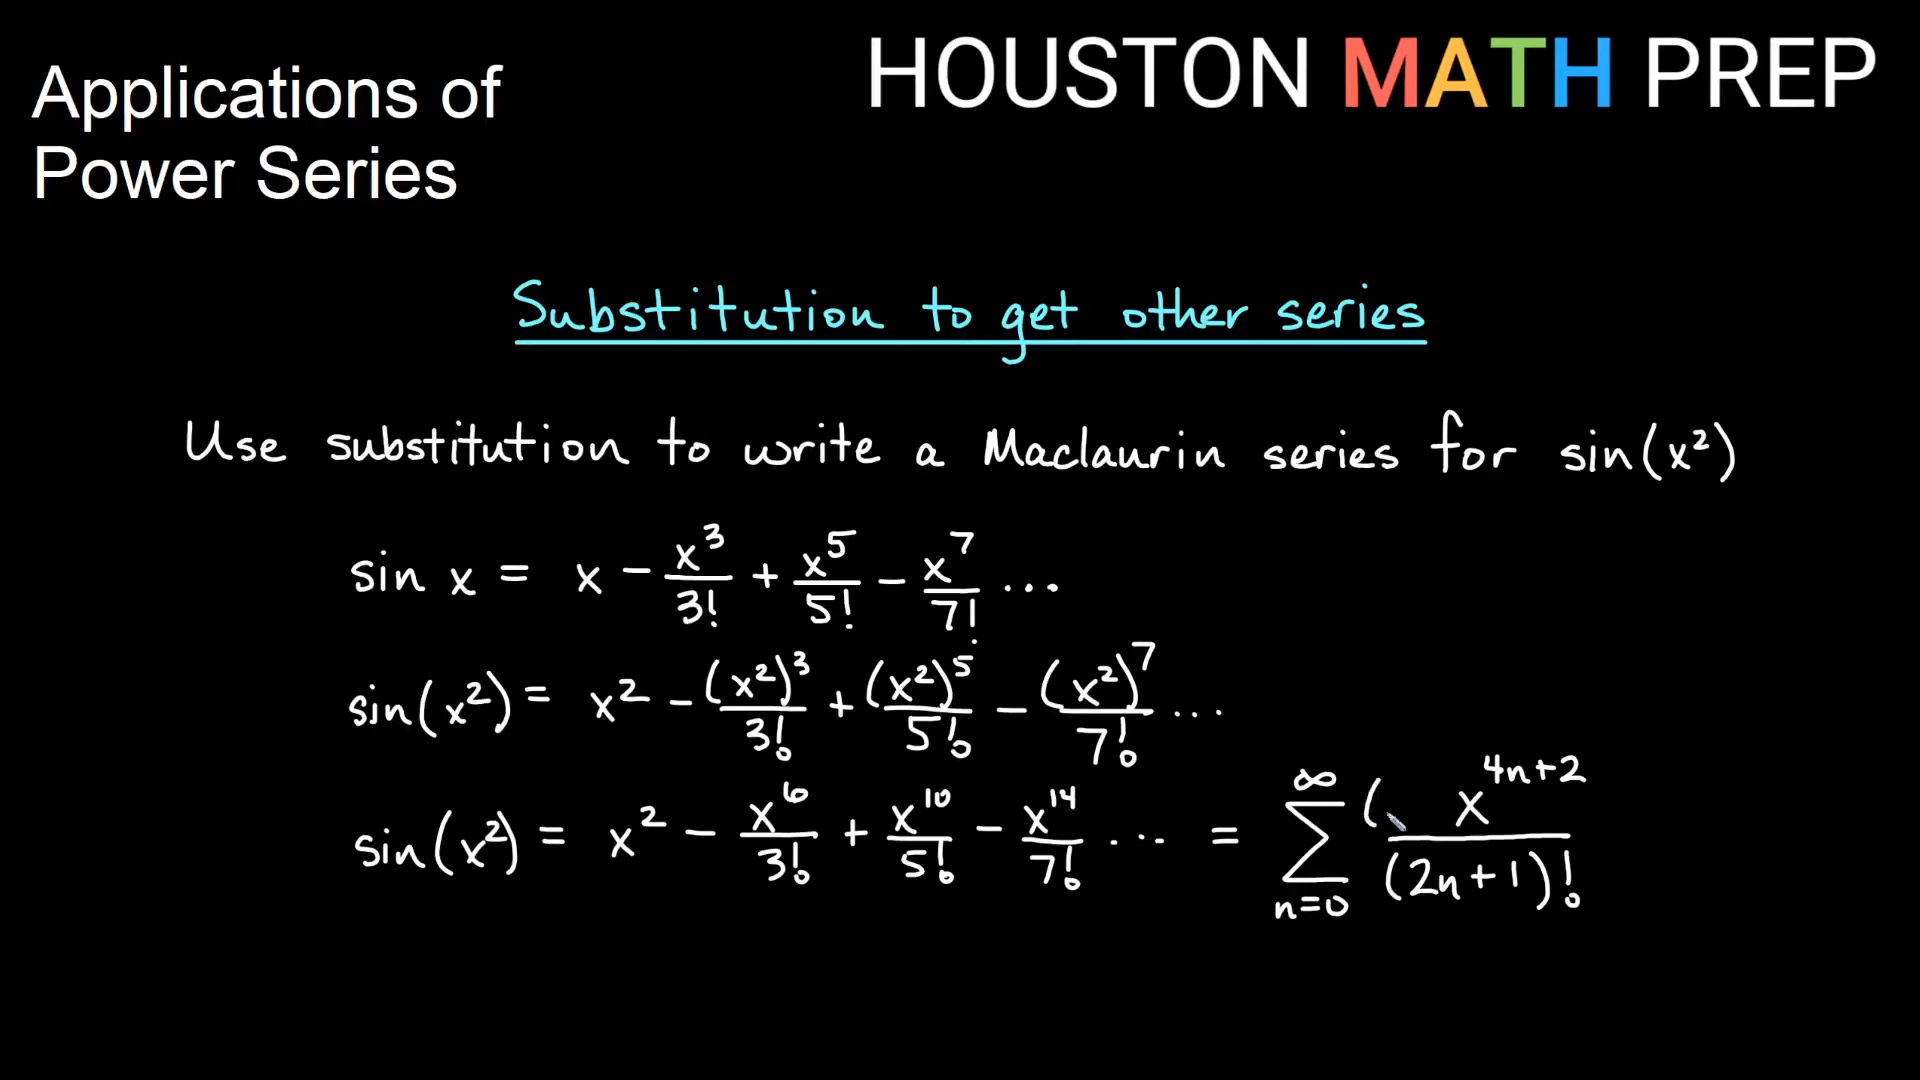 Applications of
Power Series
HOUSTON MATH PREP
Substitution to get other series
Use substitution to write a Maclaurin series for sin(x²)
sin x = x - x³/3! + x⁵/5! - x⁷/7! ...
sin(x²) = x² - (x²)³/3! + (x²)⁵/5! - (x²)⁷/7! ...
sin(x²) = x² - x⁶/3! + x¹⁰/5! - x¹⁴/7! ... = ∑_{n=0}^{∞} ( x^{4n+2}/(2n+1)!